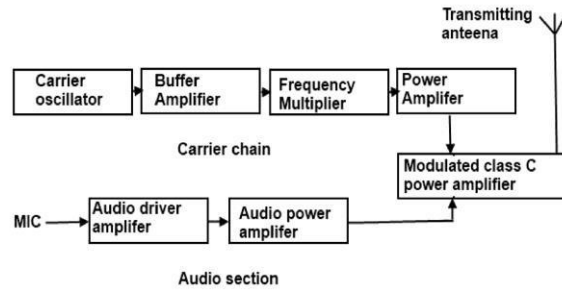 Transmitting
anteena
Carrier
oscillator
Buffer
Amplifier
Frequency
Multiplier
Power
Amplifer
Carrier chain
Modulated class C
power amplifier
MIC
Audio driver
amplifer
Audio power
amplifer
Audio section